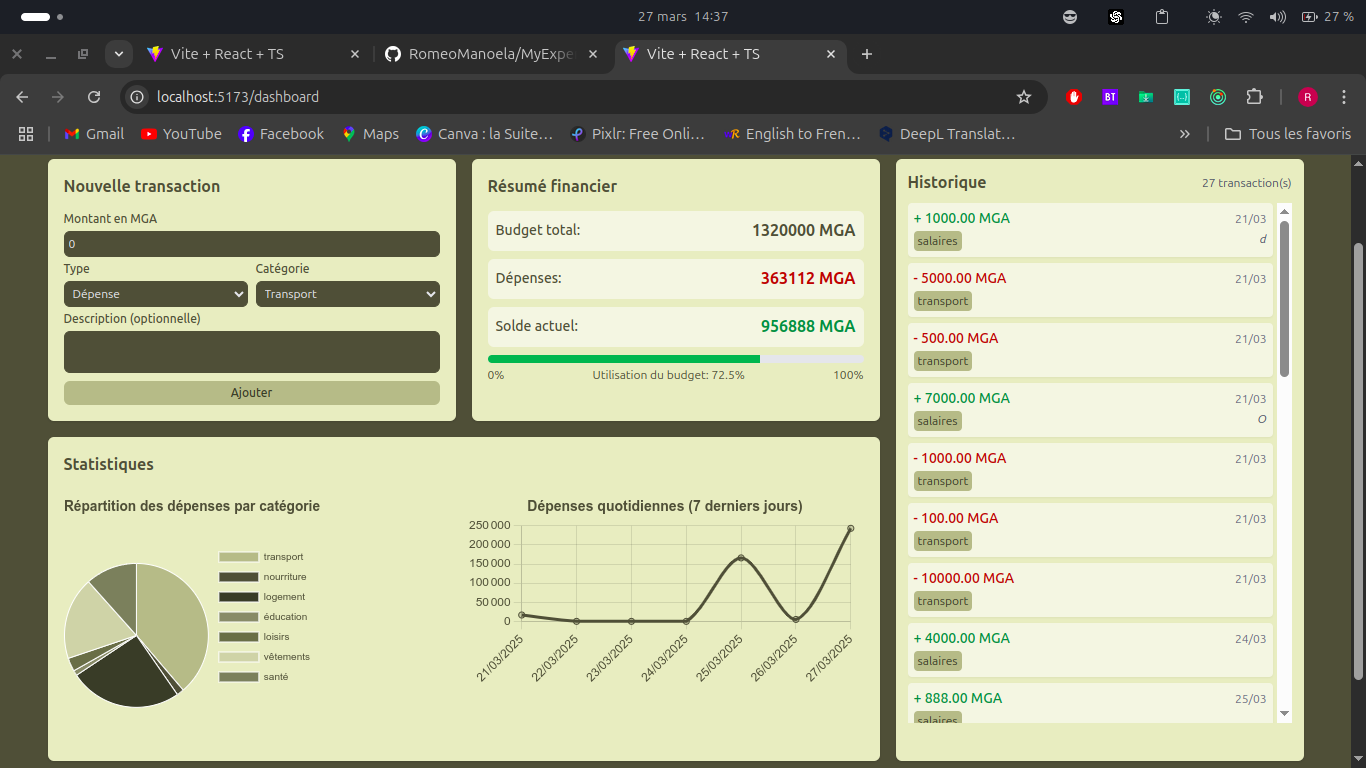 27 mars 14:37
27 %
Vite + React + TS
RomeoManoela/MyExpe
Vite + React + TS
localhost:5173/dashboard
BT
R
Gmail
YouTube
Facebook
Maps
Canva : la Suite…
Pixlr: Free Onli…
English to Fren…
DeepL Translat…
»
Tous les favoris
Nouvelle transaction
Montant en MGA
0
Type
Catégorie
Dépense
Transport
Description (optionnelle)
Ajouter
Résumé financier
Budget total:
1320000 MGA
Dépenses:
363112 MGA
Solde actuel:
956888 MGA
0%
Utilisation du budget: 72.5%
100%
Historique
27 transaction(s)
+ 1000.00 MGA
21/03
salaires
d
- 5000.00 MGA
21/03
transport
- 500.00 MGA
21/03
transport
+ 7000.00 MGA
21/03
salaires
O
- 1000.00 MGA
21/03
transport
- 100.00 MGA
21/03
transport
- 10000.00 MGA
21/03
transport
+ 4000.00 MGA
24/03
salaires
+ 888.00 MGA
25/03
salaires
Statistiques
Répartition des dépenses par catégorie
transport
nourriture
logement
éducation
loisirs
vêtements
santé
Dépenses quotidiennes (7 derniers jours)
250 000
200 000
150 000
100 000
50 000
0
21/03/2025
22/03/2025
23/03/2025
24/03/2025
25/03/2025
26/03/2025
27/03/2025